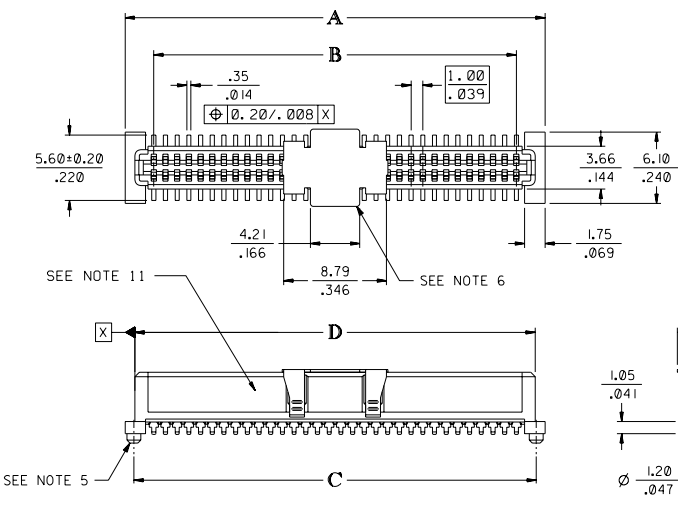 A
B
.35
.014
1.00
.039
⌖ 0.20/.008 X
5.60±0.20
.220
3.66
.144
6.10
.240
4.21
.166
1.75
.069
8.79
.346
SEE NOTE 11
SEE NOTE 6
X
D
1.05
.041
SEE NOTE 5
C
Ø 1.20
.047